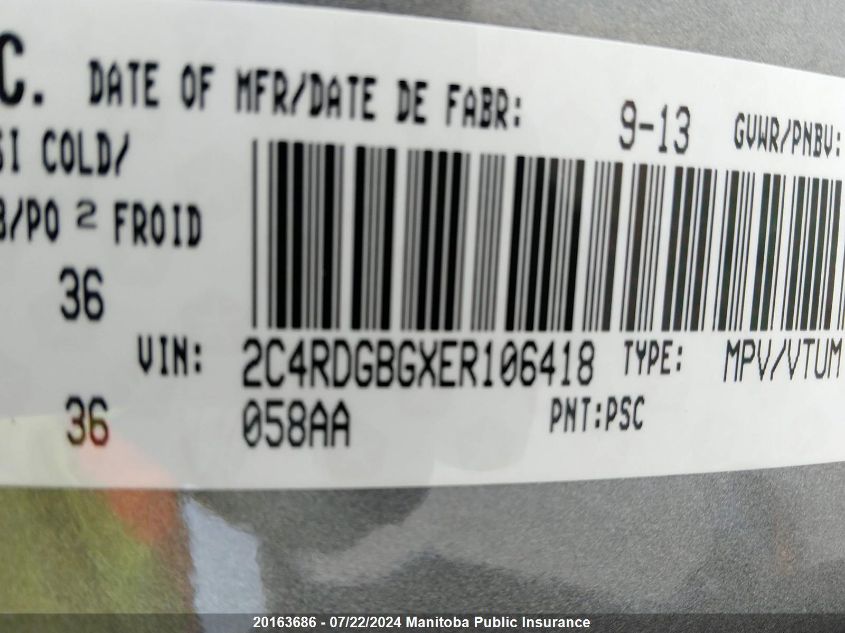 C. DATE OF MFR/DATE DE FABR: 9-13 GVWR/PNBV:
SI COLD/
B/PO 2 FROID
36
VIN: 2C4RDGBGXER106418 TYPE: MPV/VTUM
36 058AA PNT:PSC
20163686 - 07/22/2024 Manitoba Public Insurance